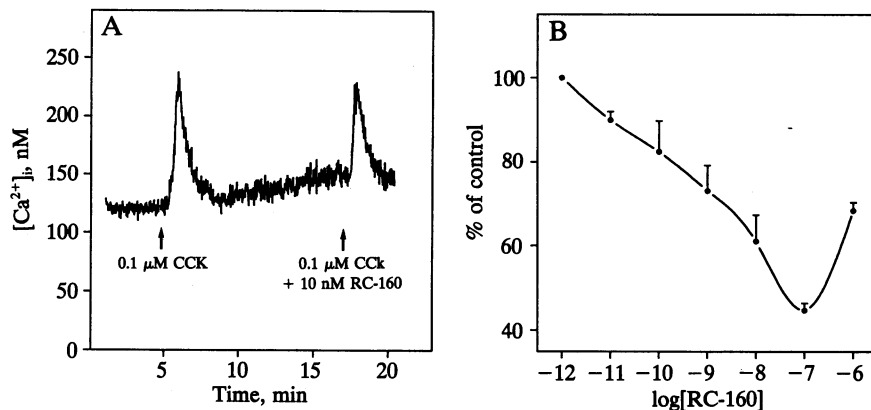 A
[Ca²⁺]ᵢ, nM
250
200
150
100
50
0
0.1 μM CCK
0.1 μM CCk
+ 10 nM RC-160
5
10
15
20
Time, min
B
% of control
100
80
60
40
−12
−11
−10
−9
−8
−7
−6
log[RC-160]